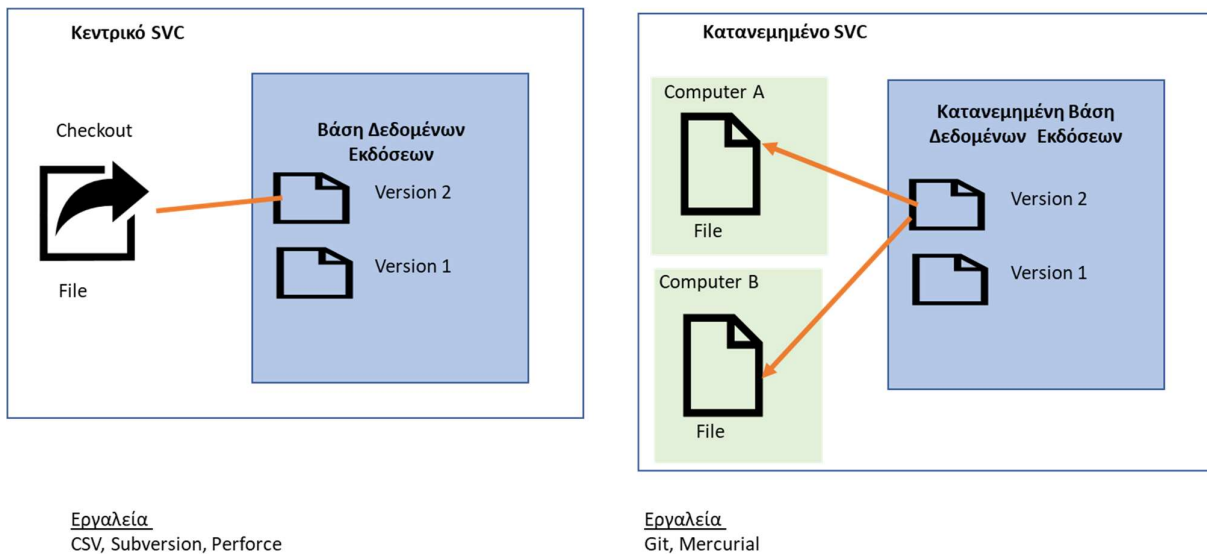 Κεντρικό SVC
Checkout
File
Βάση Δεδομένων
Εκδόσεων
Version 2
Version 1
Εργαλεία
CSV, Subversion, Perforce
Κατανεμημένο SVC
Computer A
File
Computer B
File
Κατανεμημένη Βάση
Δεδομένων Εκδόσεων
Version 2
Version 1
Εργαλεία
Git, Mercurial